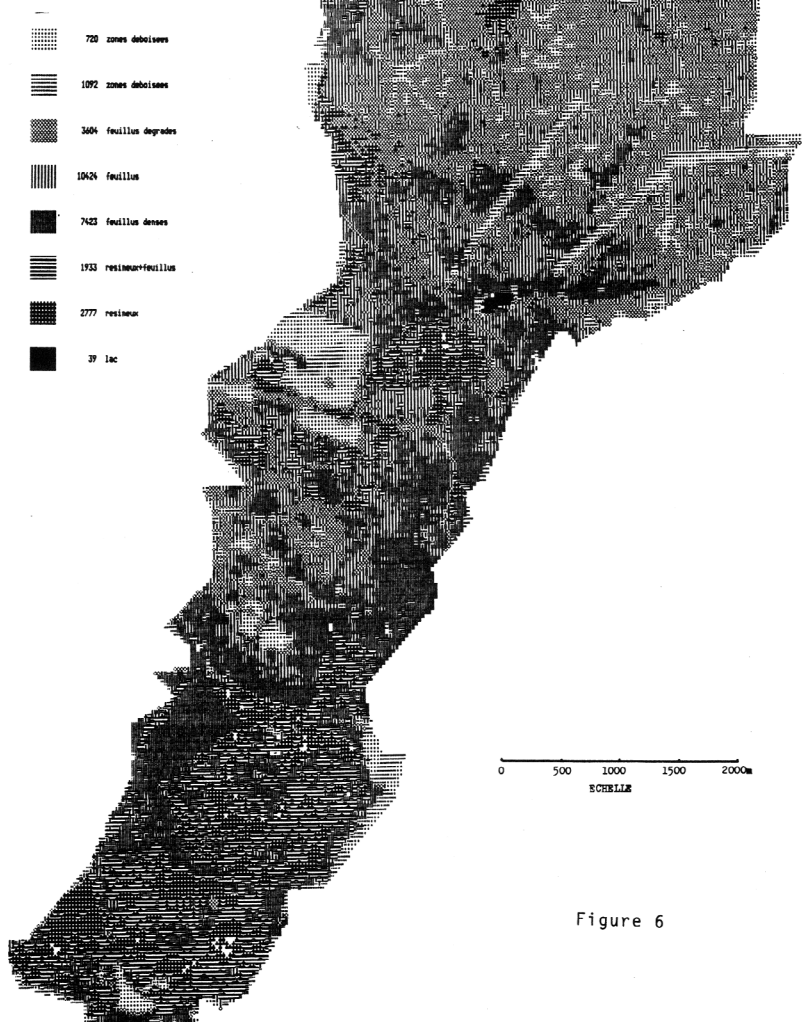 720 zones deboisees
1092 zones deboisees
3604 feuillus degrades
10424 feuillus
7423 feuillus denses
1933 resineux+feuillus
2777 resineux
39 lac
0 500 1000 1500 2000m
ECHELLE
Figure 6